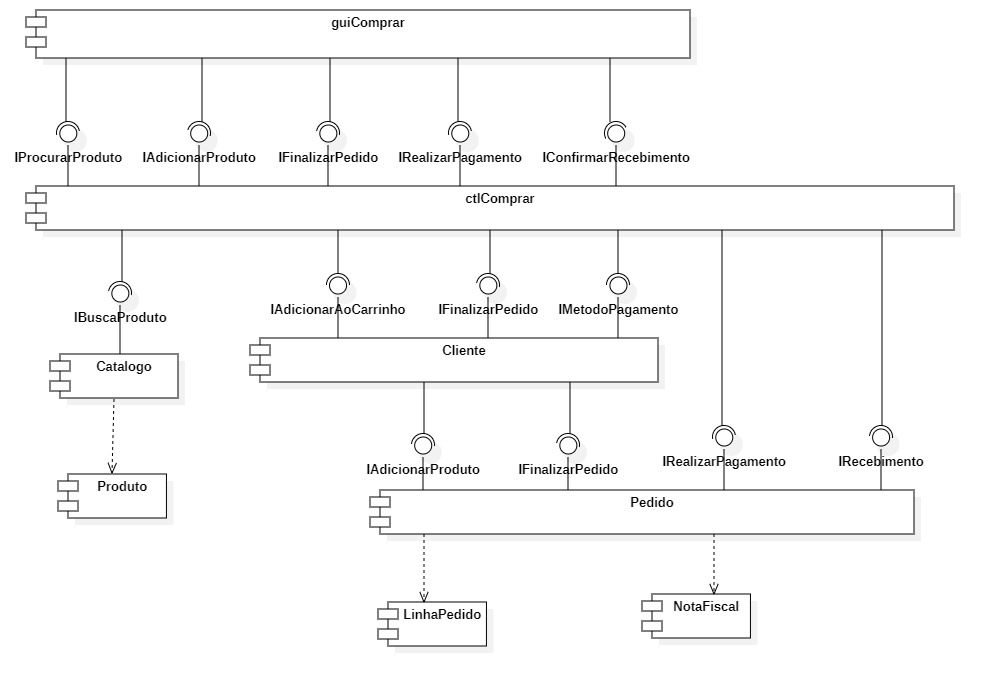 guiComprar
IProcurarProduto
IAdicionarProduto
IFinalizarPedido
IRealizarPagamento
IConfirmarRecebimento
ctlComprar
IBuscaProduto
IAdicionarAoCarrinho
IFinalizarPedido
IMetodoPagamento
Catalogo
Cliente
IAdicionarProduto
IFinalizarPedido
IRealizarPagamento
IRecebimento
Produto
Pedido
LinhaPedido
NotaFiscal